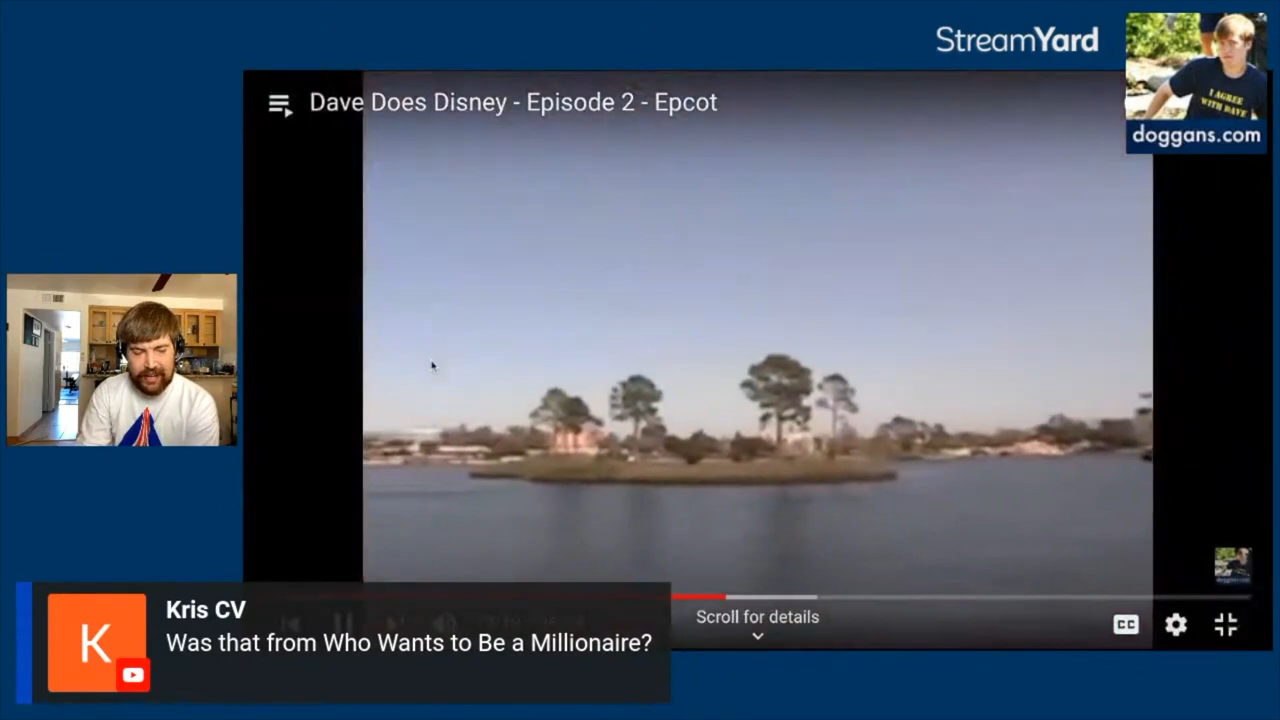 StreamYard
I AGREE
WITH DAVE
doggans.com
Dave Does Disney - Episode 2 - Epcot
Scroll for details
CC
Kris CV
K
Was that from Who Wants to Be a Millionaire?